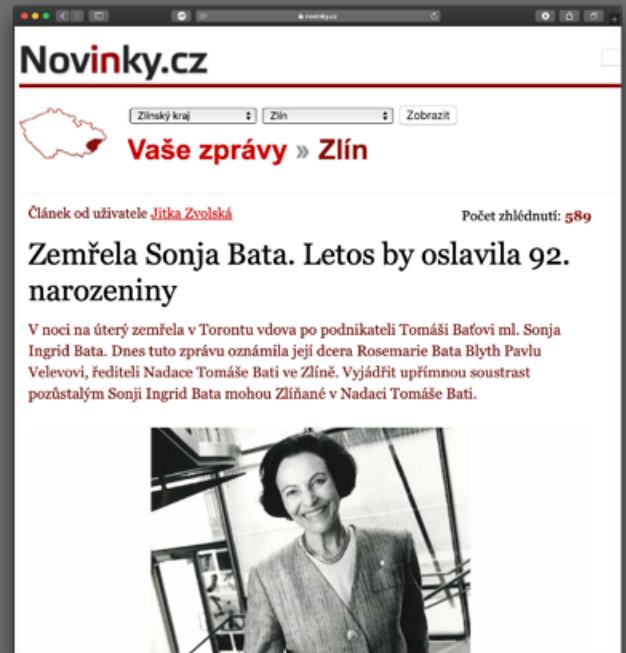 novinky.cz
Novinky.cz
Zlínský kraj Zlín Zobrazit
Vaše zprávy » Zlín
Článek od uživatele Jitka Zvolská Počet zhlédnutí: 589
Zemřela Sonja Bata. Letos by oslavila 92.
narozeniny
V noci na úterý zemřela v Torontu vdova po podnikateli Tomáši Baťovi ml. Sonja
Ingrid Bata. Dnes tuto zprávu oznámila její dcera Rosemarie Bata Blyth Pavlu
Velevovi, řediteli Nadace Tomáše Bati ve Zlíně. Vyjádřit upřímnou soustrast
pozůstalým Sonji Ingrid Bata mohou Zlíňané v Nadaci Tomáše Bati.